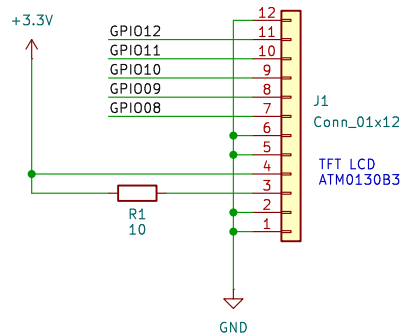 +3.3V
12
GPIO12 11
GPIO11 10
GPIO10 9
GPIO09 8
GPIO08 7
6
5
4
3
2
1
J1
Conn_01x12
TFT LCD
ATM0130B3
R1
10
GND